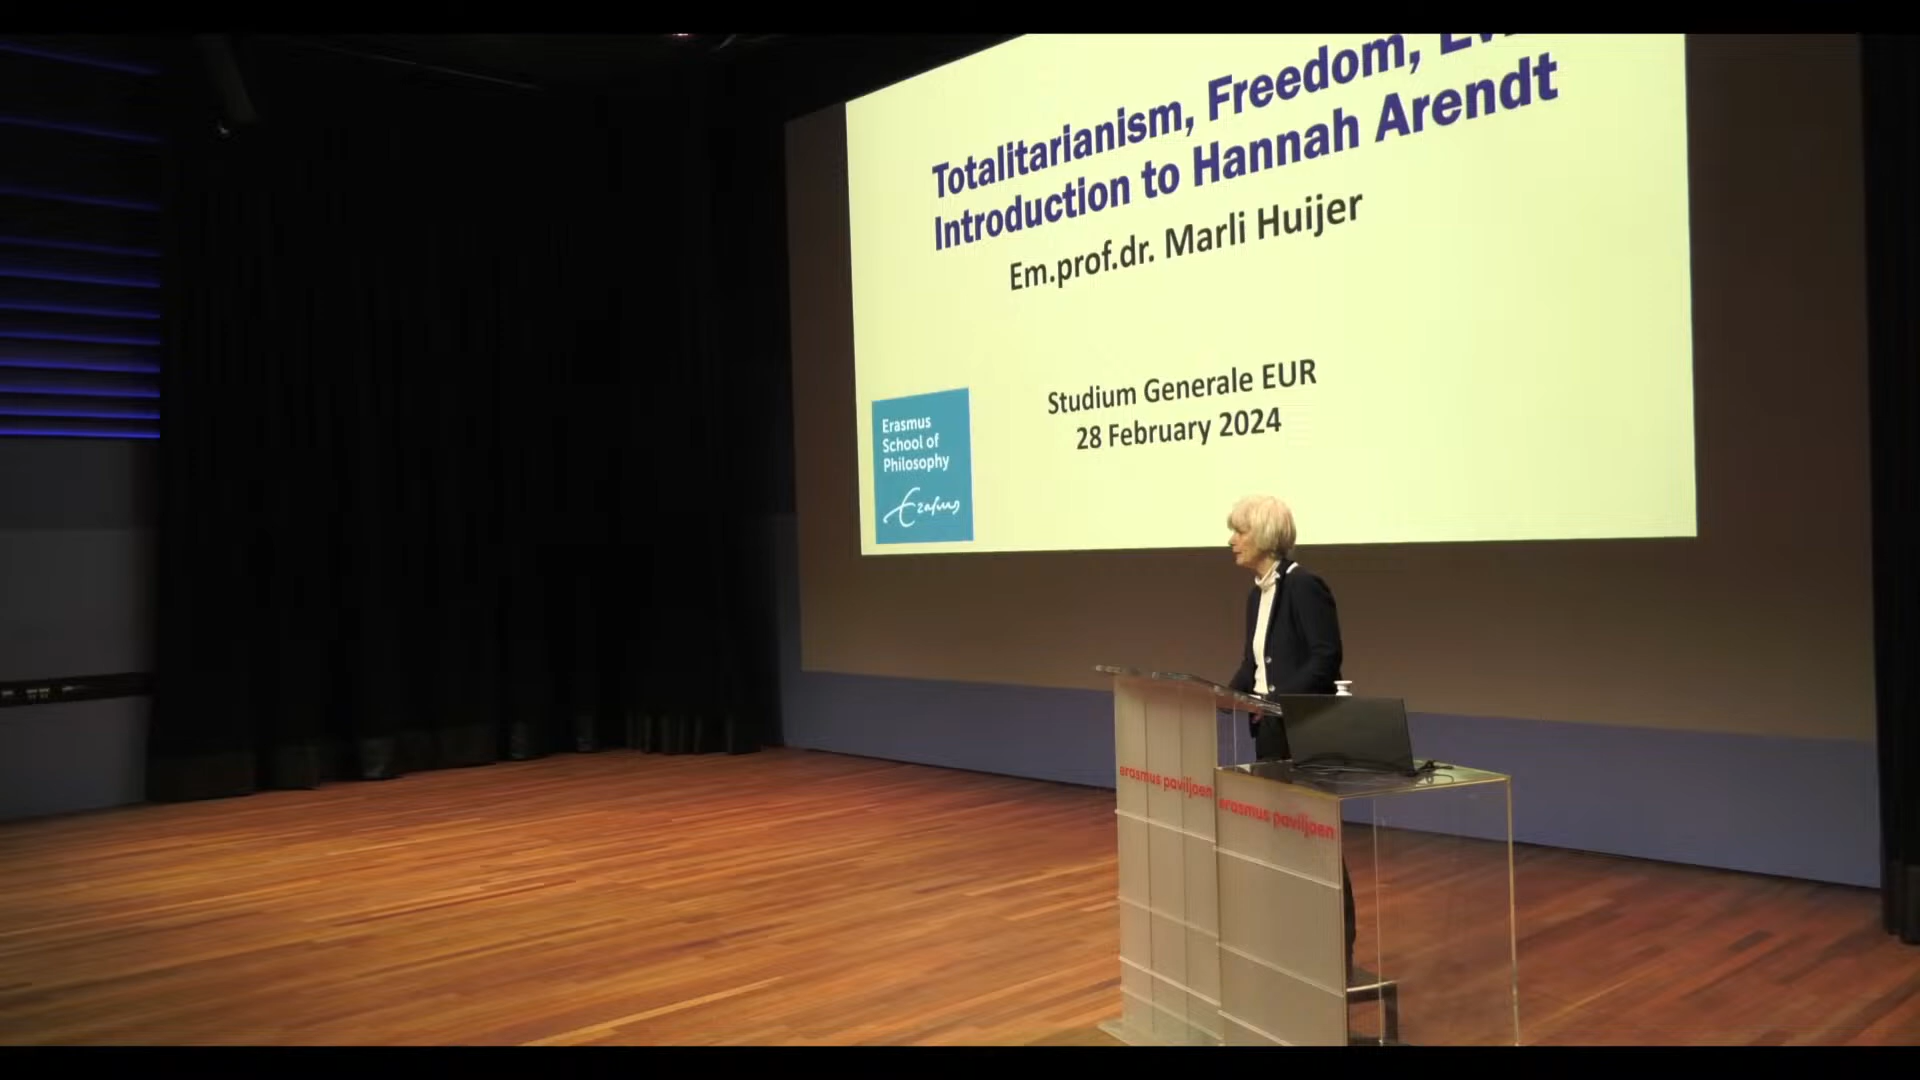 Totalitarianism, Freedom,
Introduction to Hannah Arendt
Em.prof.dr. Marli Huijer
Studium Generale EUR
28 February 2024
Erasmus
School of
Philosophy
Erasmus
erasmus paviljoen
erasmus paviljoen